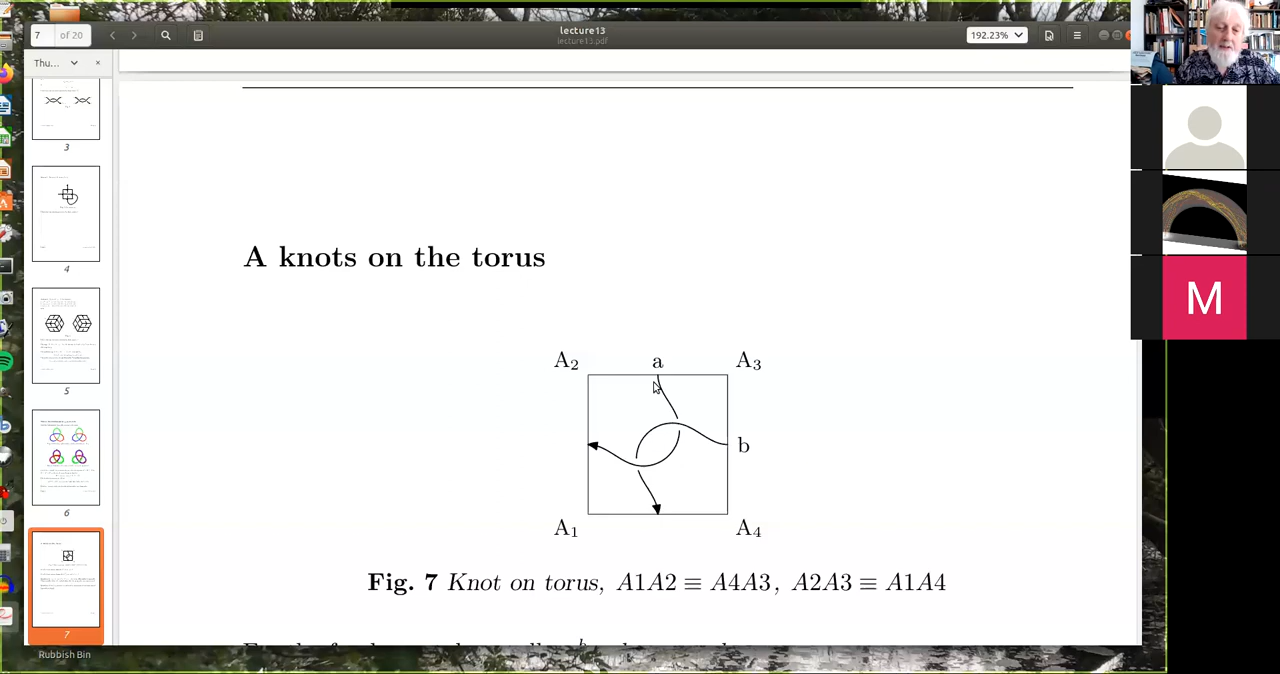 7
of 20
lecture13
lecture13.pdf
192.23%
Thu...
3
4
5
6
7
Rubbish Bin
A knots on the torus
A2
a
A3
b
A1
A4
Fig. 7 Knot on torus, A1A2 ≡ A4A3, A2A3 ≡ A1A4
M